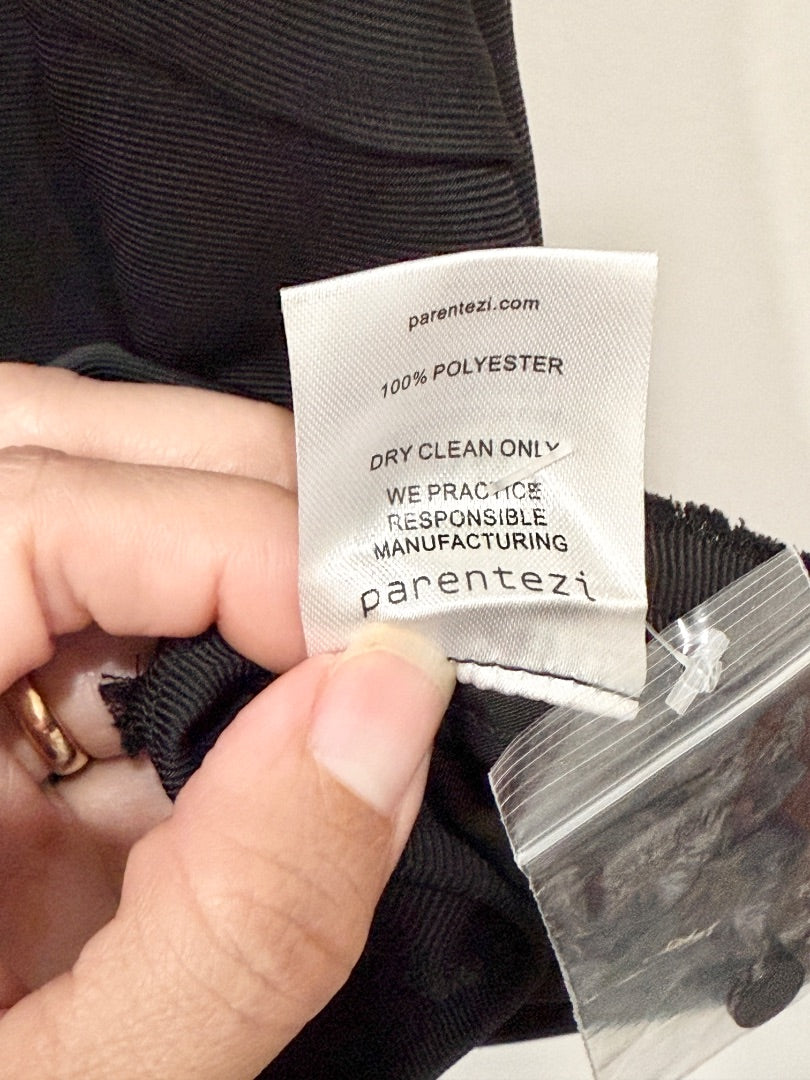 parentezi.com
100% POLYESTER
DRY CLEAN ONLY
WE PRACTICE
RESPONSIBLE
MANUFACTURING
parentezi